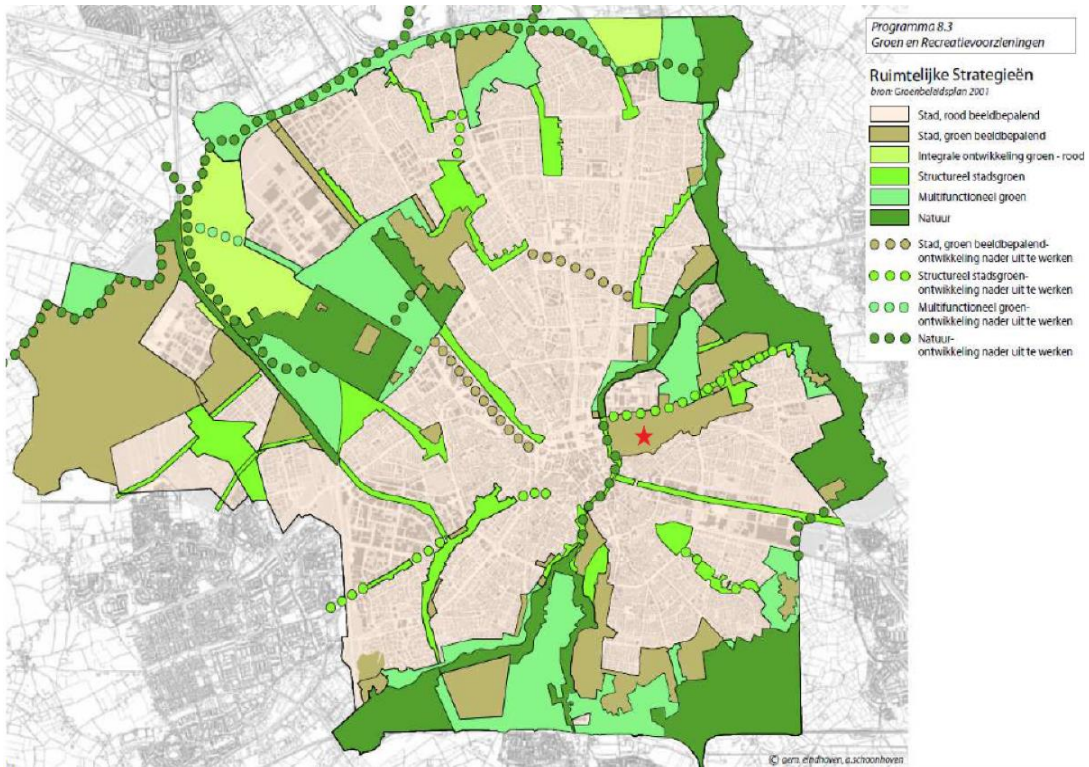 Programma 8.3
Groen en Recreatievoorzieningen
Ruimtelijke Strategieën
bron: Groenbeleidsplan 2001
Stad, rood beeldbepalend
Stad, groen beeldbepalend
Integrale ontwikkeling groen - rood
Structureel stadsgroen
Multifunctioneel groen
Natuur
Stad, groen beeldbepalend-
ontwikkeling nader uit te werken
Structureel stadsgroen-
ontwikkeling nader uit te werken
Multifunctioneel groen-
ontwikkeling nader uit te werken
Natuur-
ontwikkeling nader uit te werken
© gem. eindhoven, a.schoonhoven